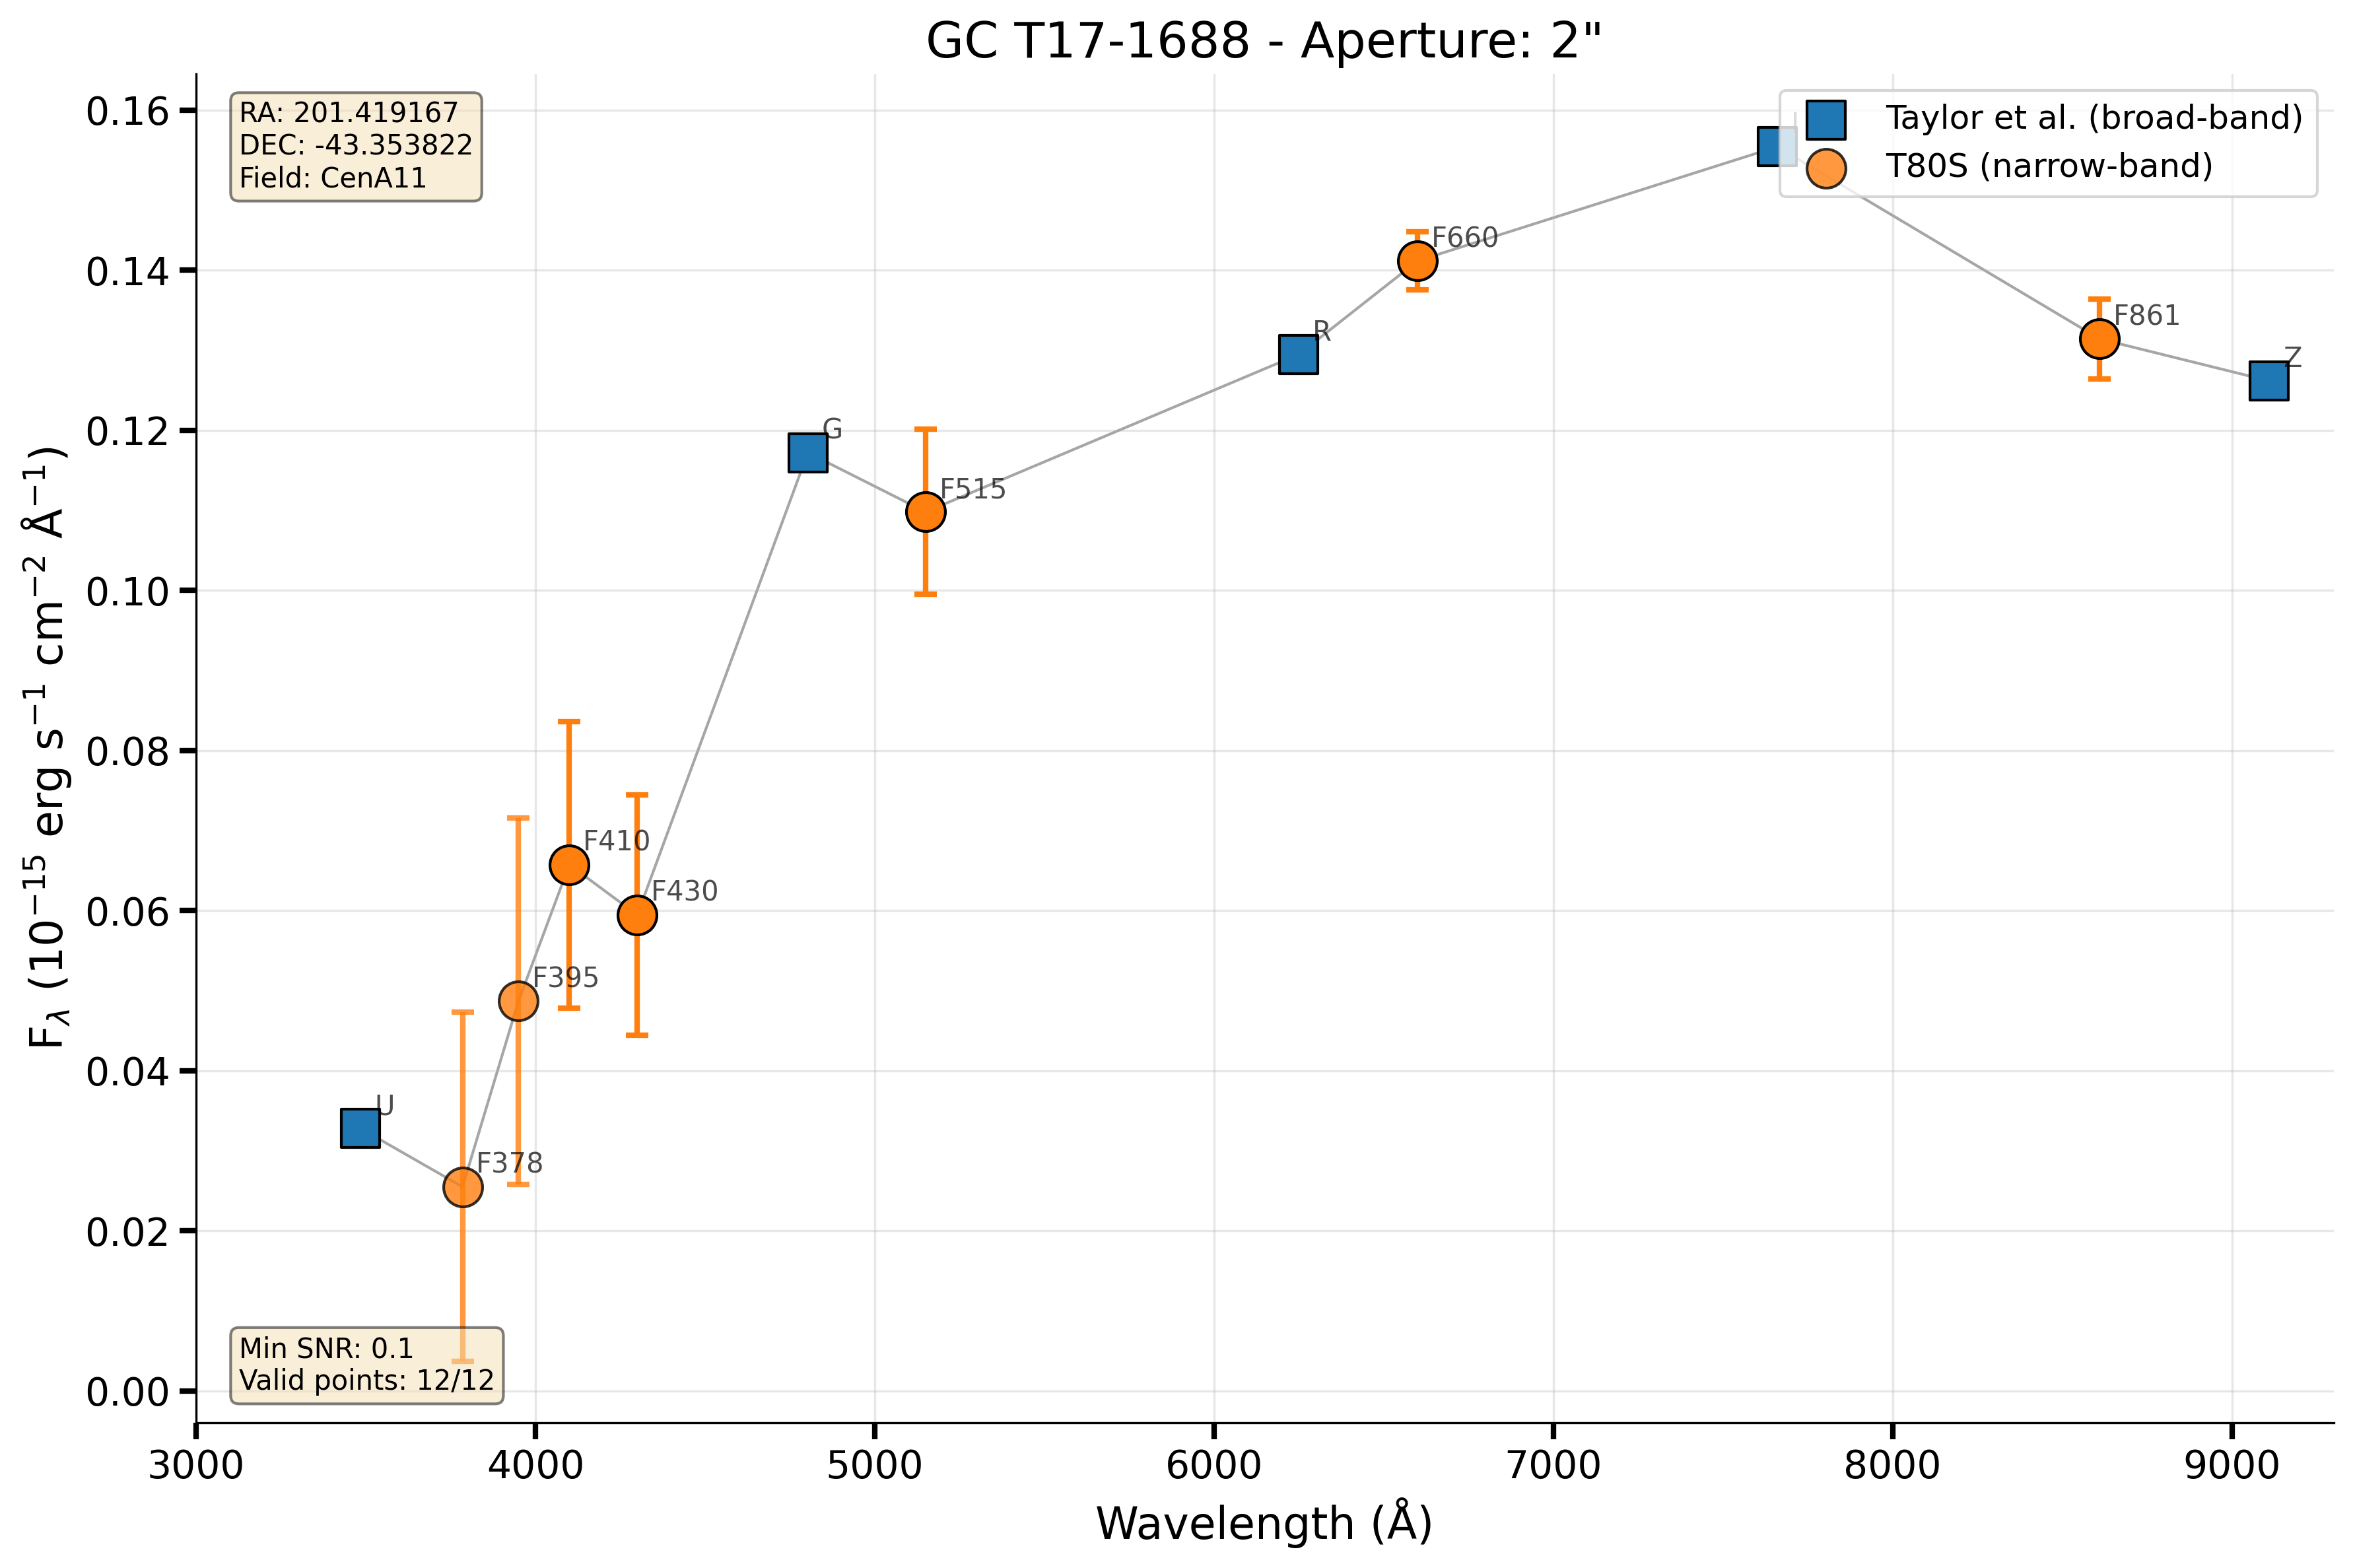 GC T17-1688 - Aperture: 2"
RA: 201.419167
DEC: -43.353822
Field: CenA11
Taylor et al. (broad-band)
T80S (narrow-band)
F660
F861
R
Z
G
F515
F410
F430
F395
U
F378
Min SNR: 0.1
Valid points: 12/12
0.16
0.14
0.12
0.10
0.08
0.06
0.04
0.02
0.00
F_λ (10⁻¹⁵ erg s⁻¹ cm⁻² Å⁻¹)
3000 4000 5000 6000 7000 8000 9000
Wavelength (Å)